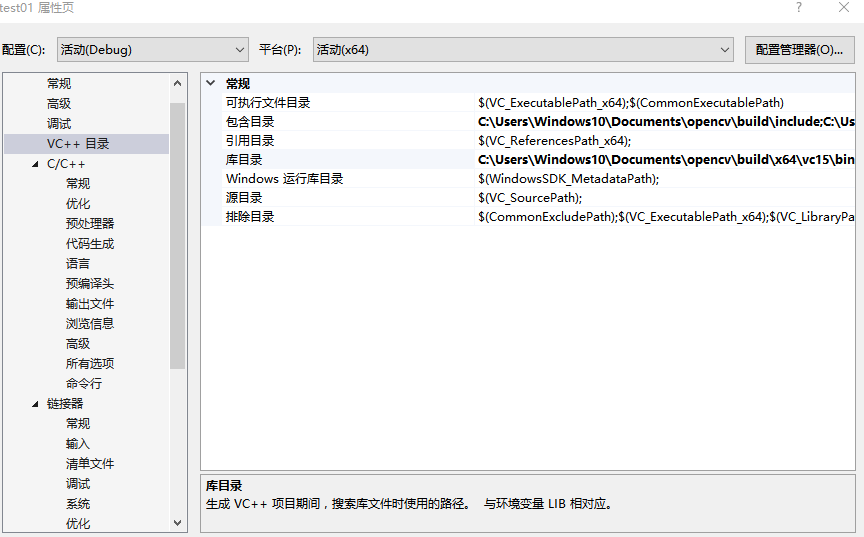 test01 属性页
配置(C): 活动(Debug) 平台(P): 活动(x64) 配置管理器(O)...
常规
高级
调试
VC++ 目录
C/C++
常规
优化
预处理器
代码生成
语言
预编译头
输出文件
浏览信息
高级
所有选项
命令行
链接器
常规
输入
清单文件
调试
系统
优化
常规
可执行文件目录 $(VC_ExecutablePath_x64);$(CommonExecutablePath)
包含目录 C:\Users\Windows10\Documents\opencv\build\include;C:\Us
引用目录 $(VC_ReferencesPath_x64);
库目录 C:\Users\Windows10\Documents\opencv\build\x64\vc15\bin
Windows 运行库目录 $(WindowsSDK_MetadataPath);
源目录 $(VC_SourcePath);
排除目录 $(CommonExcludePath);$(VC_ExecutablePath_x64);$(VC_LibraryPa
库目录
生成 VC++ 项目期间，搜索库文件时使用的路径。 与环境变量 LIB 相对应。